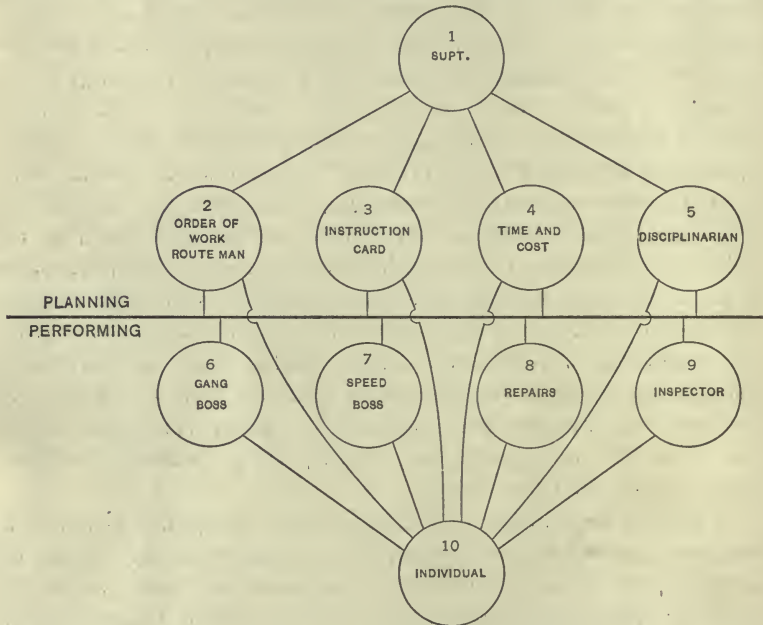 1
SUPT.
2
ORDER OF
WORK
ROUTE MAN
3
INSTRUCTION
CARD
4
TIME AND
COST
5
DISCIPLINARIAN
PLANNING
PERFORMING
6
GANG
BOSS
7
SPEED
BOSS
8
REPAIRS
9
INSPECTOR
10
INDIVIDUAL